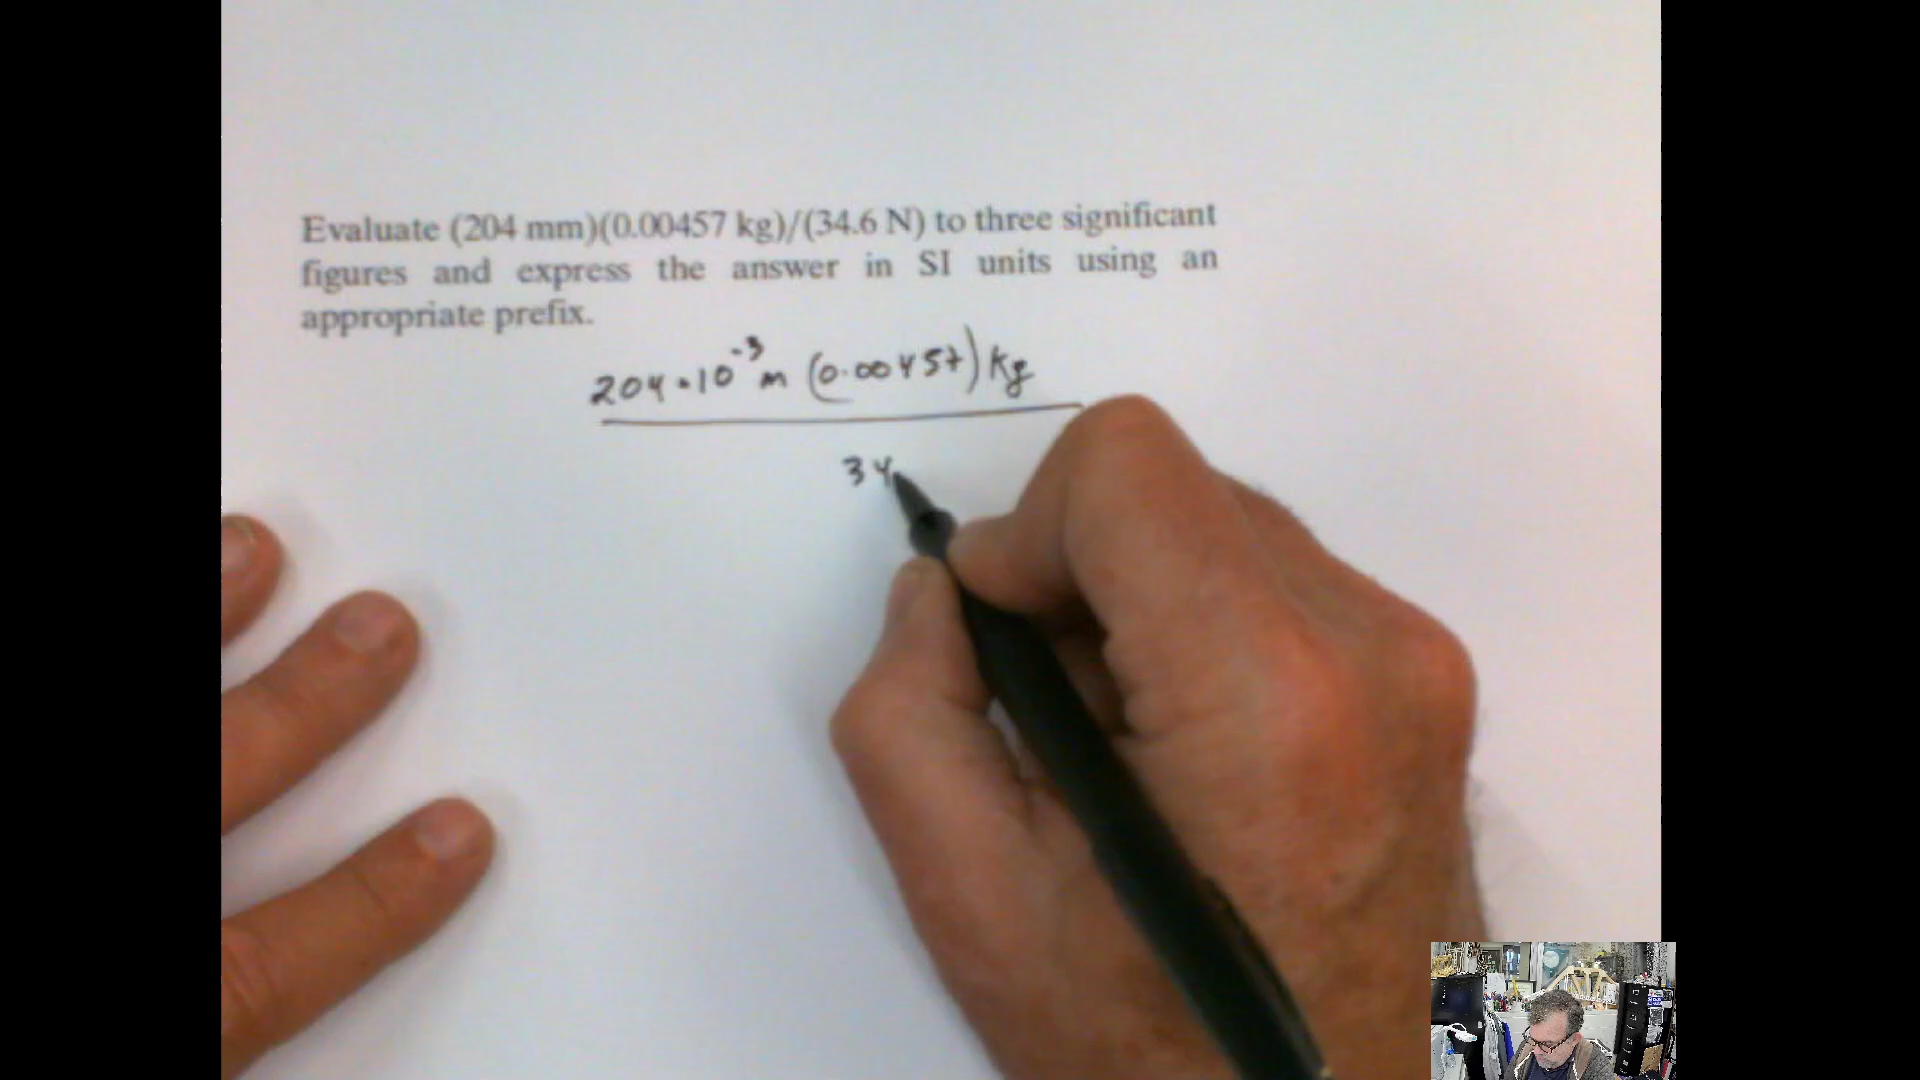 Evaluate (204 mm)(0.00457 kg)/(34.6 N) to three significant
figures and express the answer in SI units using an
appropriate prefix.
204•10⁻³ m (0.00457) kg
34